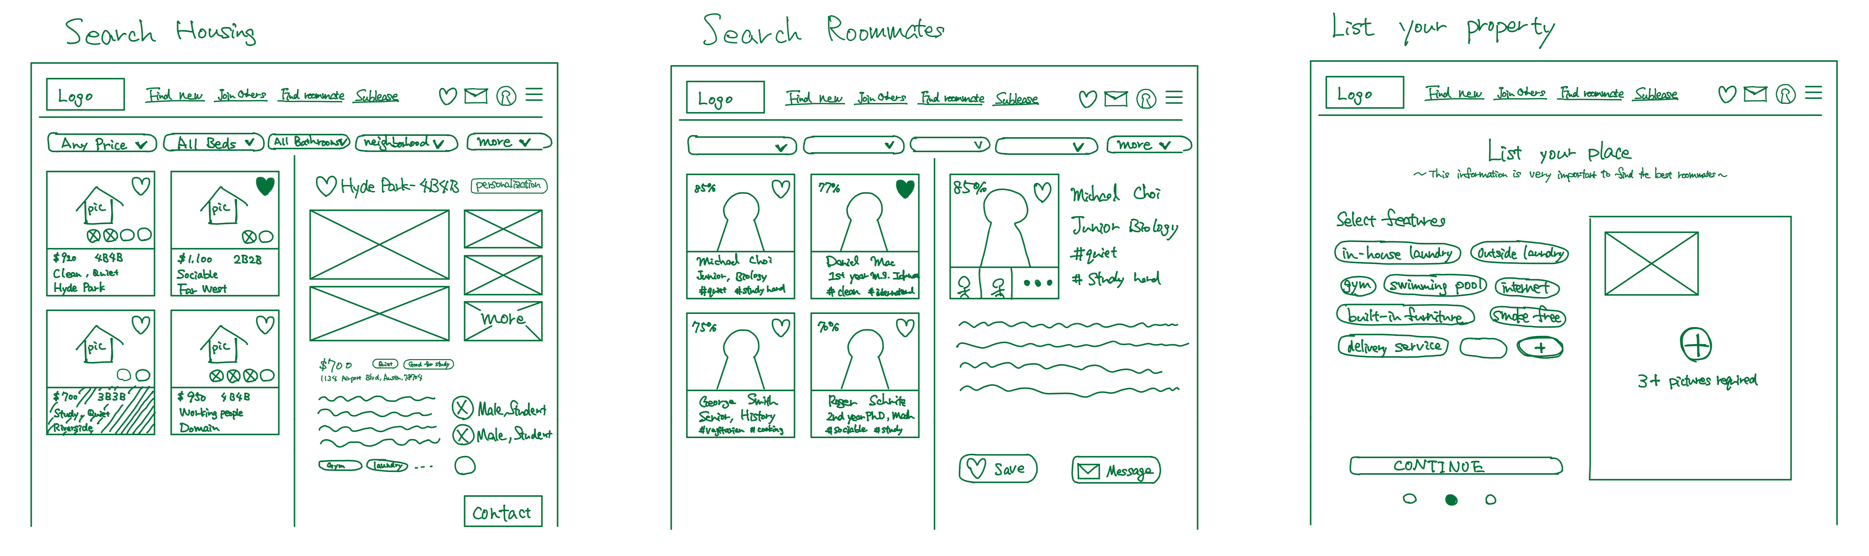 Search Housing
Logo
Find new
Join Others
Find roommate
Sublease
R
Any Price
All Beds
All Bathrooms
neighborhood
more
pic
$920 4B4B
Clean, Quiet
Hyde Park
pic
$1,100 2B2B
Sociable
Far West
pic
$700 3B3B
Study, Quiet
Riverside
pic
$950 4B4B
Working people
Domain
Hyde Park - 4B4B
personalization
more
$700
Quiet
Good for study
Airport Blvd, Austin,
Male, Student
Male, Student
Gym
laundry
...
Contact
Search Roommates
Logo
Find new
Join Others
Find roommate
Sublease
R
more
85%
Michael Choi
Junior, Biology
#quiet #study hard
77%
Daniel Mac
1st year M.S.
#clean #international
75%
George Smith
Senior, History
#vegetarian #cooking
70%
Roger Schmitz
2nd year PhD, Math
#sociable #study
85%
...
Michael Choi
Junior Biology
#quiet
# Study hard
Save
Message
List your property
Logo
Find new
Join Others
Find roommate
Sublease
R
List your place
~This information is very important to find the best roommates~
Select features
in-house laundry
Outside laundry
gym
swimming pool
internet
built-in furniture
smoke free
delivery service
+
CONTINUE
+
3+ pictures required